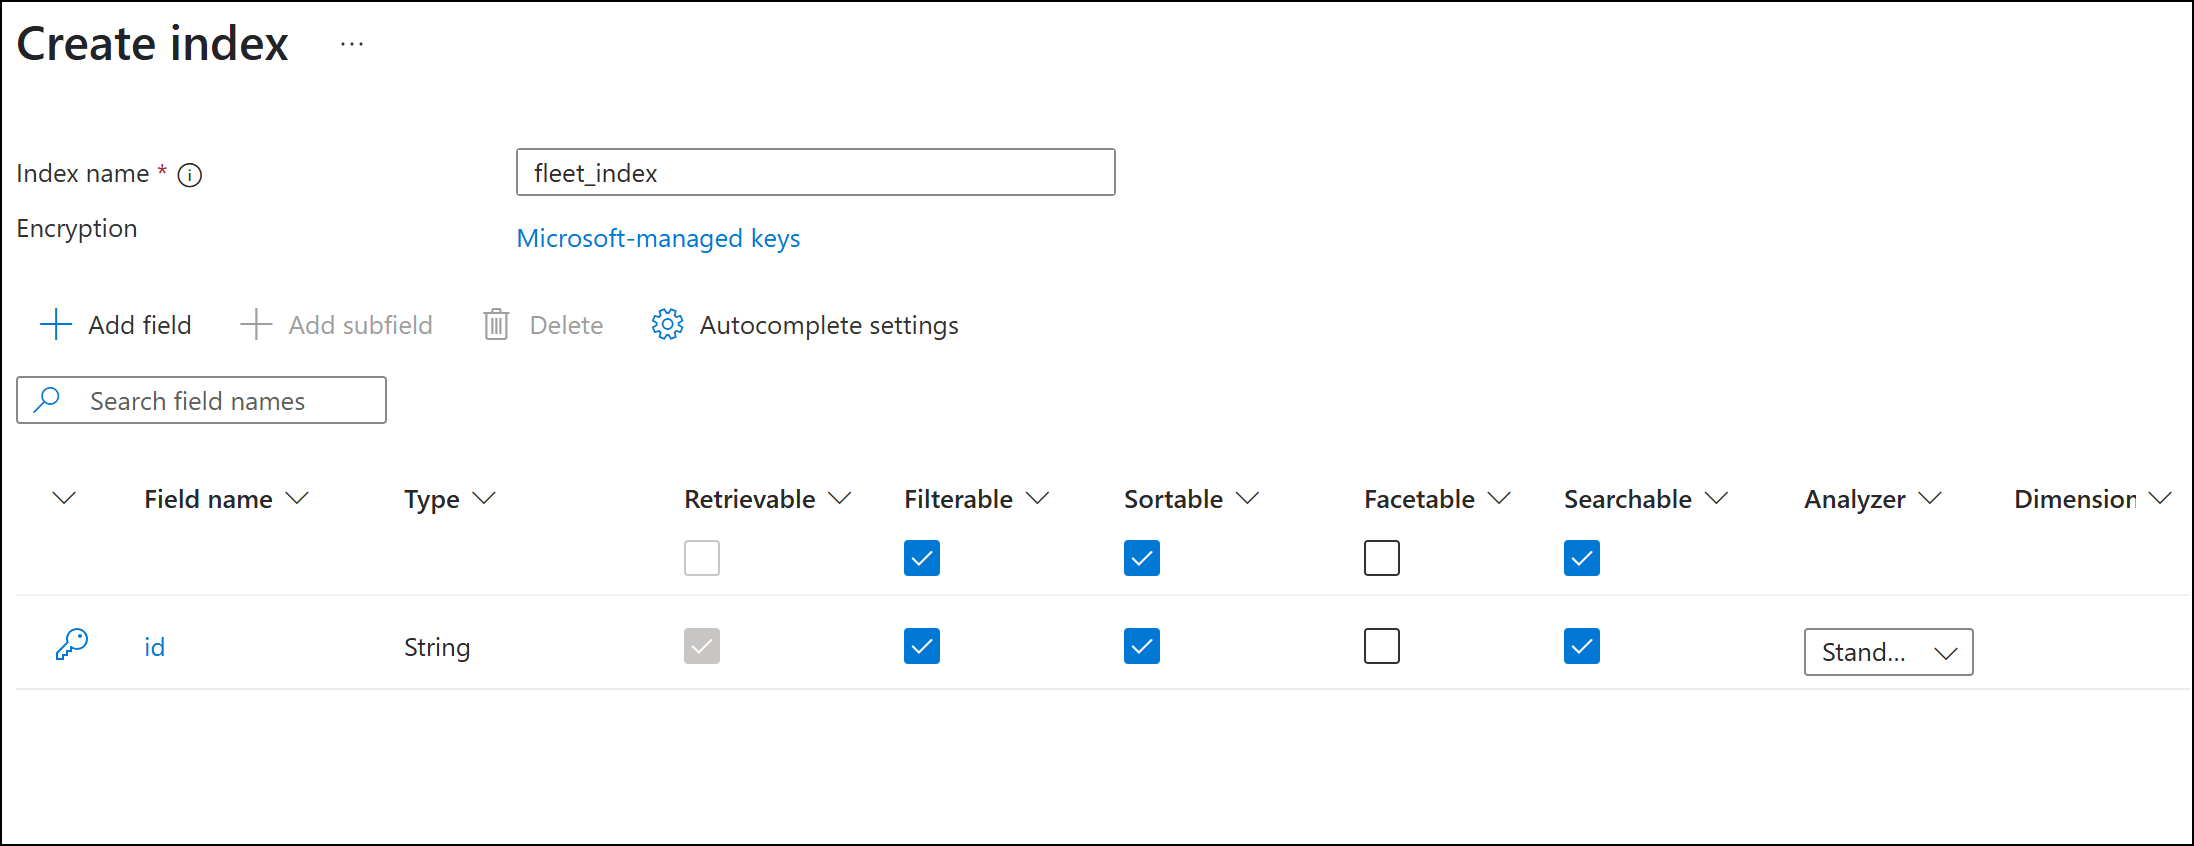 Create index ...
Index name * fleet_index
Encryption Microsoft-managed keys
Add field Add subfield Delete Autocomplete settings
Search field names
Field name Type Retrievable Filterable Sortable Facetable Searchable Analyzer Dimension
id String Stand...